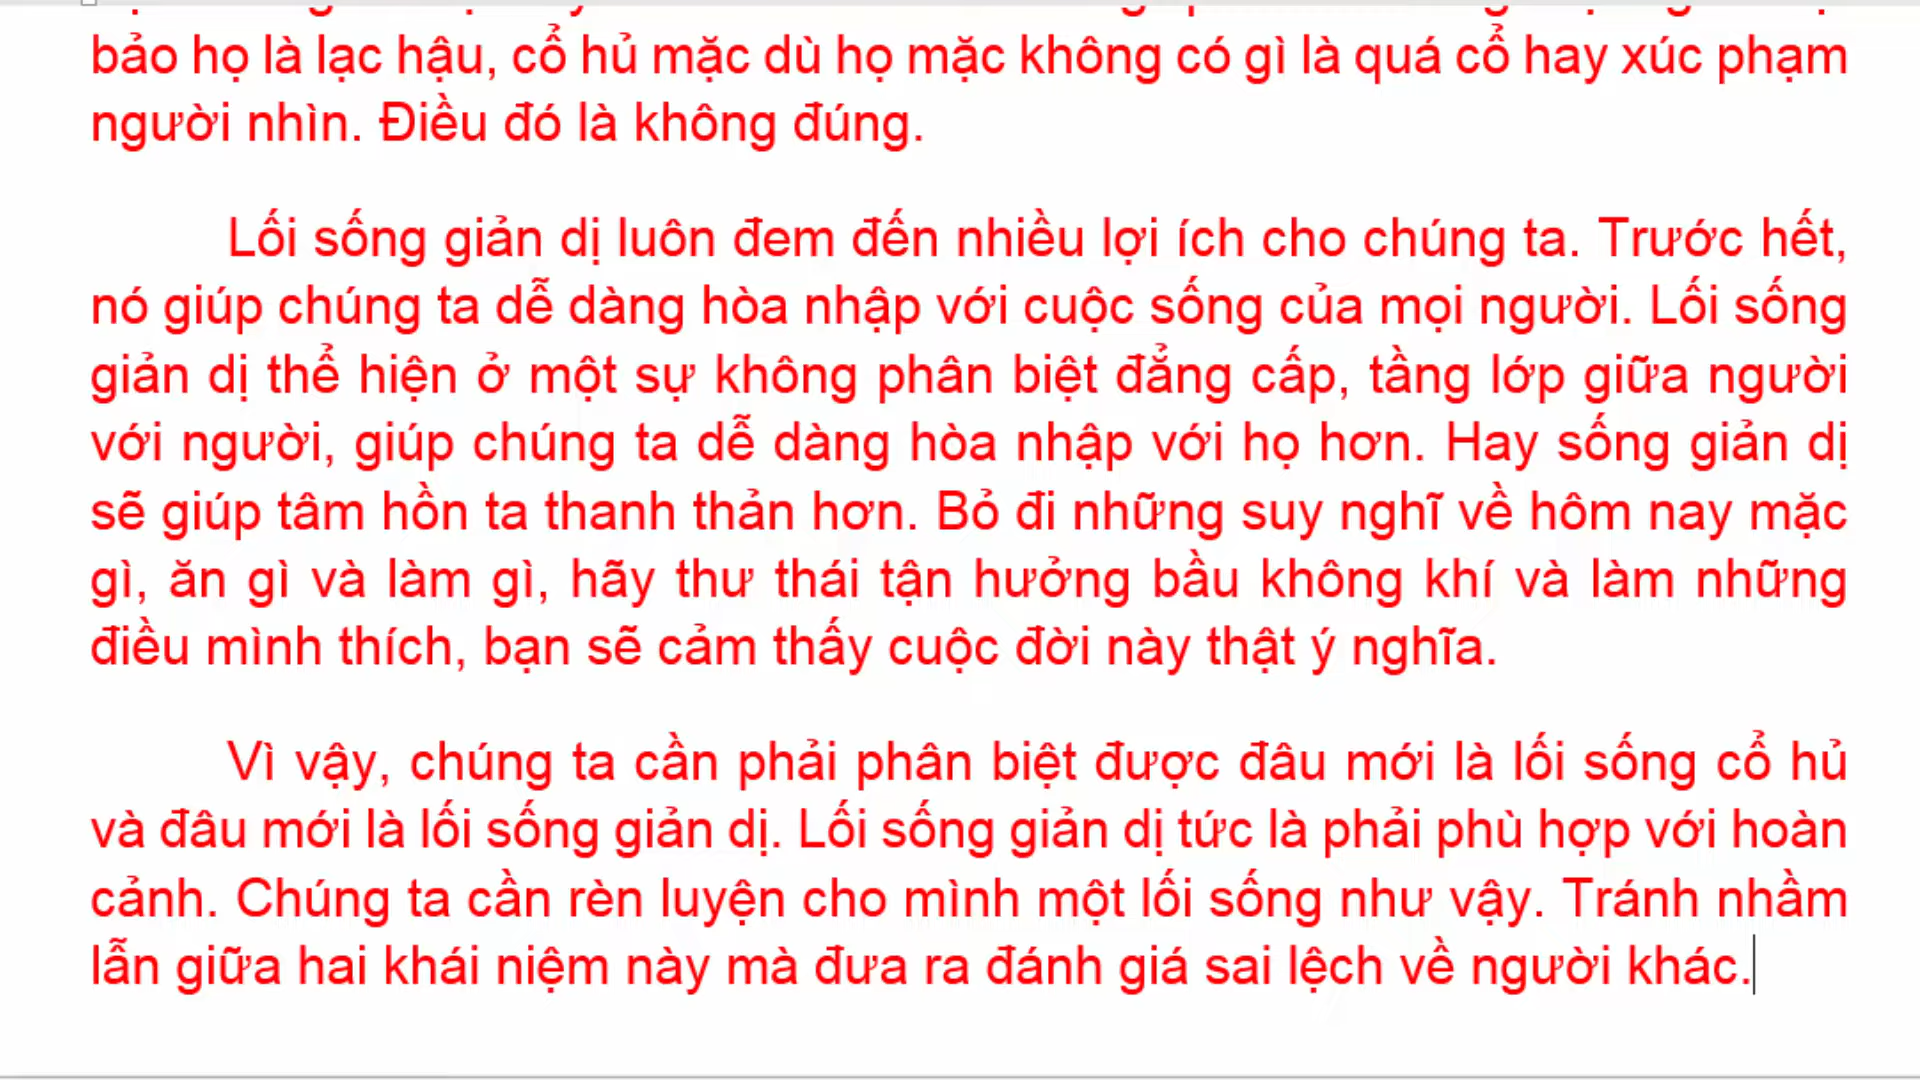 bảo họ là lạc hậu, cổ hủ mặc dù họ mặc không có gì là quá cổ hay xúc phạm
người nhìn. Điều đó là không đúng.
Lối sống giản dị luôn đem đến nhiều lợi ích cho chúng ta. Trước hết,
nó giúp chúng ta dễ dàng hòa nhập với cuộc sống của mọi người. Lối sống
giản dị thể hiện ở một sự không phân biệt đẳng cấp, tầng lớp giữa người
với người, giúp chúng ta dễ dàng hòa nhập với họ hơn. Hay sống giản dị
sẽ giúp tâm hồn ta thanh thản hơn. Bỏ đi những suy nghĩ về hôm nay mặc
gì, ăn gì và làm gì, hãy thư thái tận hưởng bầu không khí và làm những
điều mình thích, bạn sẽ cảm thấy cuộc đời này thật ý nghĩa.
Vì vậy, chúng ta cần phải phân biệt được đâu mới là lối sống cổ hủ
và đâu mới là lối sống giản dị. Lối sống giản dị tức là phải phù hợp với hoàn
cảnh. Chúng ta cần rèn luyện cho mình một lối sống như vậy. Tránh nhầm
lẫn giữa hai khái niệm này mà đưa ra đánh giá sai lệch về người khác.